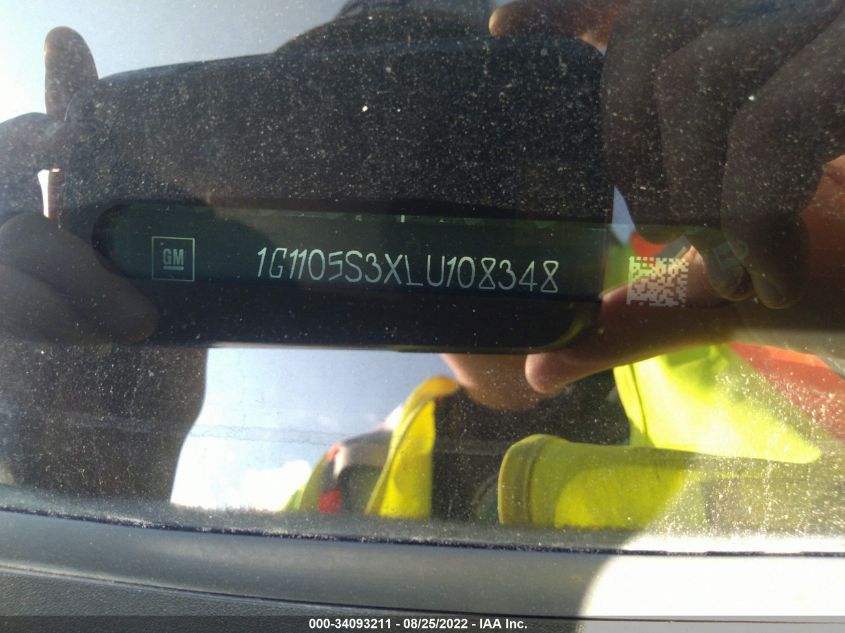 GM
1G1105S3XLU108348
000-34093211 - 08/25/2022 - IAA Inc.